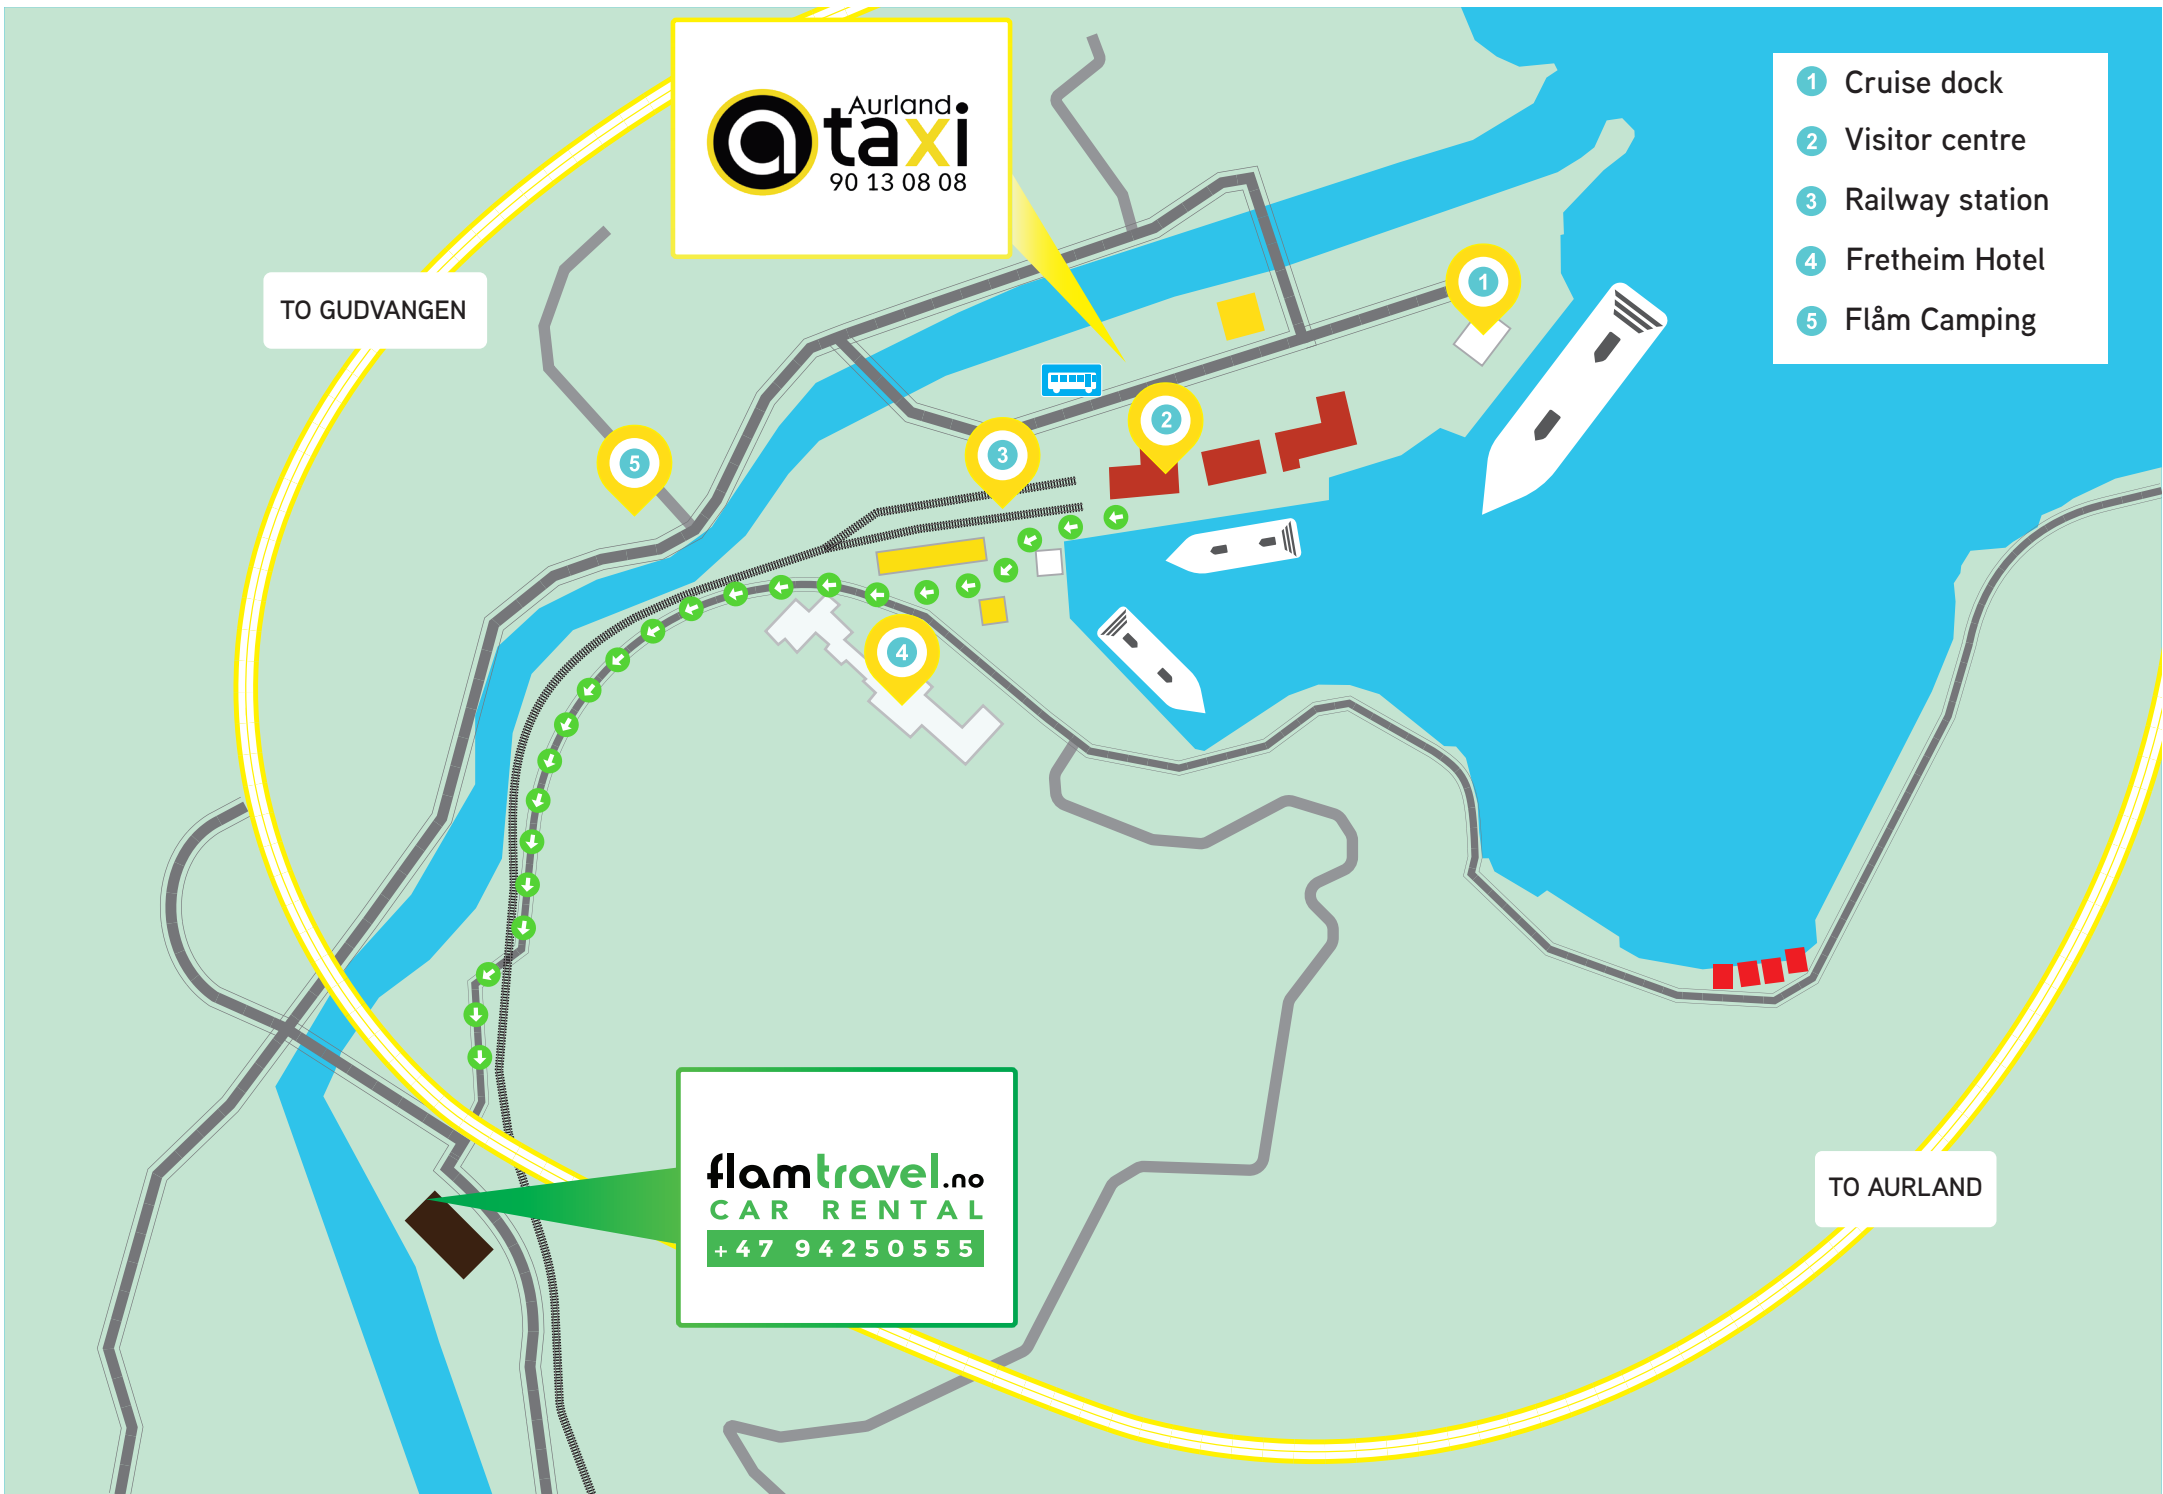 Aurland
taxi
90 13 08 08
1 Cruise dock
2 Visitor centre
3 Railway station
4 Fretheim Hotel
5 Flåm Camping
TO GUDVANGEN
1
2
3
5
4
flamtravel.no
CAR RENTAL
+47 94250555
TO AURLAND